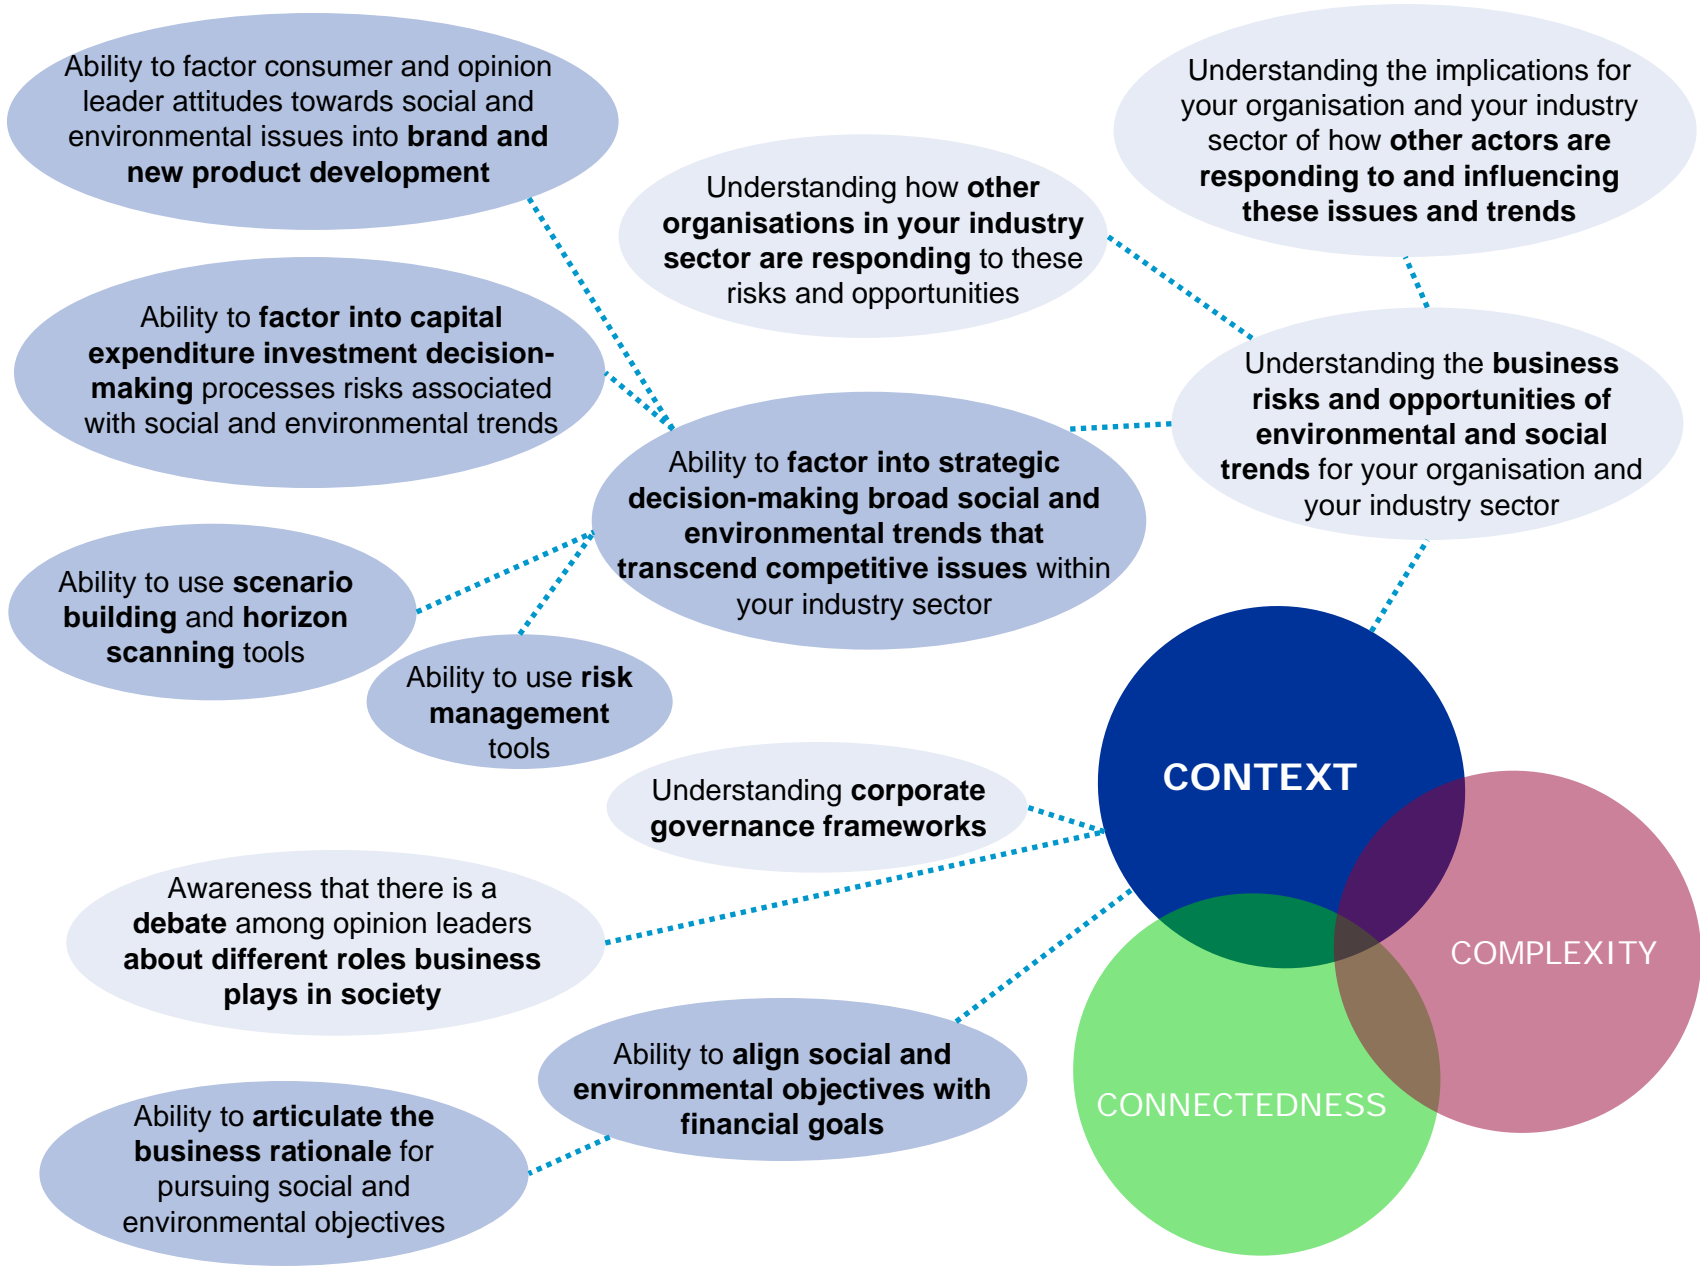 Ability to factor consumer and opinion
leader attitudes towards social and
environmental issues into brand and
new product development
Understanding the implications for
your organisation and your industry
sector of how other actors are
responding to and influencing
these issues and trends
Understanding how other
organisations in your industry
sector are responding to these
risks and opportunities
Ability to factor into capital
expenditure investment decision-
making processes risks associated
with social and environmental trends
Understanding the business
risks and opportunities of
environmental and social
trends for your organisation and
your industry sector
Ability to factor into strategic
decision-making broad social and
environmental trends that
transcend competitive issues within
your industry sector
Ability to use scenario
building and horizon
scanning tools
Ability to use risk
management
tools
CONTEXT
Understanding corporate
governance frameworks
Awareness that there is a
debate among opinion leaders
about different roles business
plays in society
COMPLEXITY
Ability to align social and
environmental objectives with
financial goals
CONNECTEDNESS
Ability to articulate the
business rationale for
pursuing social and
environmental objectives